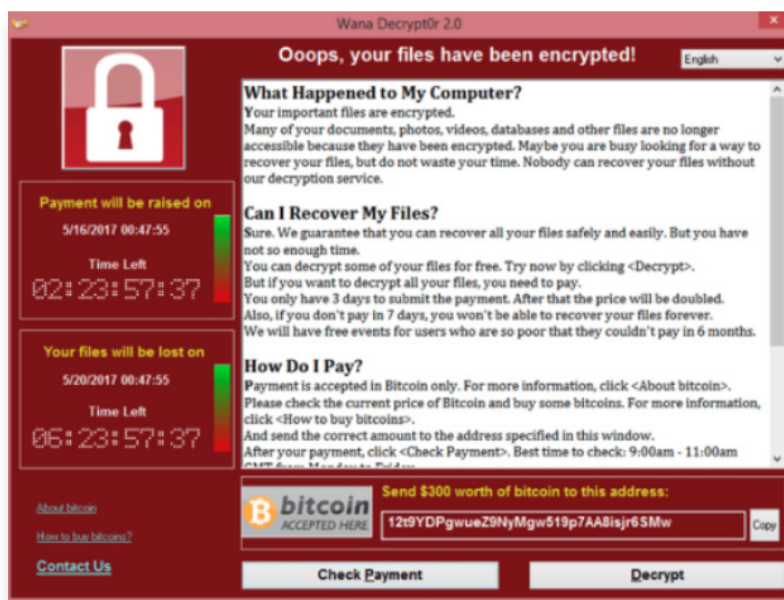 Wana Decrypt0r 2.0
Ooops, your files have been encrypted!
English
Payment will be raised on
5/16/2017 00:47:55
Time Left
02:23:57:37
Your files will be lost on
5/20/2017 00:47:55
Time Left
06:23:57:37
About bitcoin
How to buy bitcoins?
Contact Us
What Happened to My Computer?
Your important files are encrypted.
Many of your documents, photos, videos, databases and other files are no longer
accessible because they have been encrypted. Maybe you are busy looking for a way to
recover your files, but do not waste your time. Nobody can recover your files without
our decryption service.
Can I Recover My Files?
Sure. We guarantee that you can recover all your files safely and easily. But you have
not so enough time.
You can decrypt some of your files for free. Try now by clicking <Decrypt>.
But if you want to decrypt all your files, you need to pay.
You only have 3 days to submit the payment. After that the price will be doubled.
Also, if you don't pay in 7 days, you won't be able to recover your files forever.
We will have free events for users who are so poor that they couldn't pay in 6 months.
How Do I Pay?
Payment is accepted in Bitcoin only. For more information, click <About bitcoin>.
Please check the current price of Bitcoin and buy some bitcoins. For more information,
click <How to buy bitcoins>.
And send the correct amount to the address specified in this window.
After your payment, click <Check Payment>. Best time to check: 9:00am - 11:00am
GMT from Monday to Friday
bitcoin
ACCEPTED HERE
Send $300 worth of bitcoin to this address:
12t9YDPgwueZ9NyMgw519p7AA8isjr6SMw
Copy
Check Payment
Decrypt